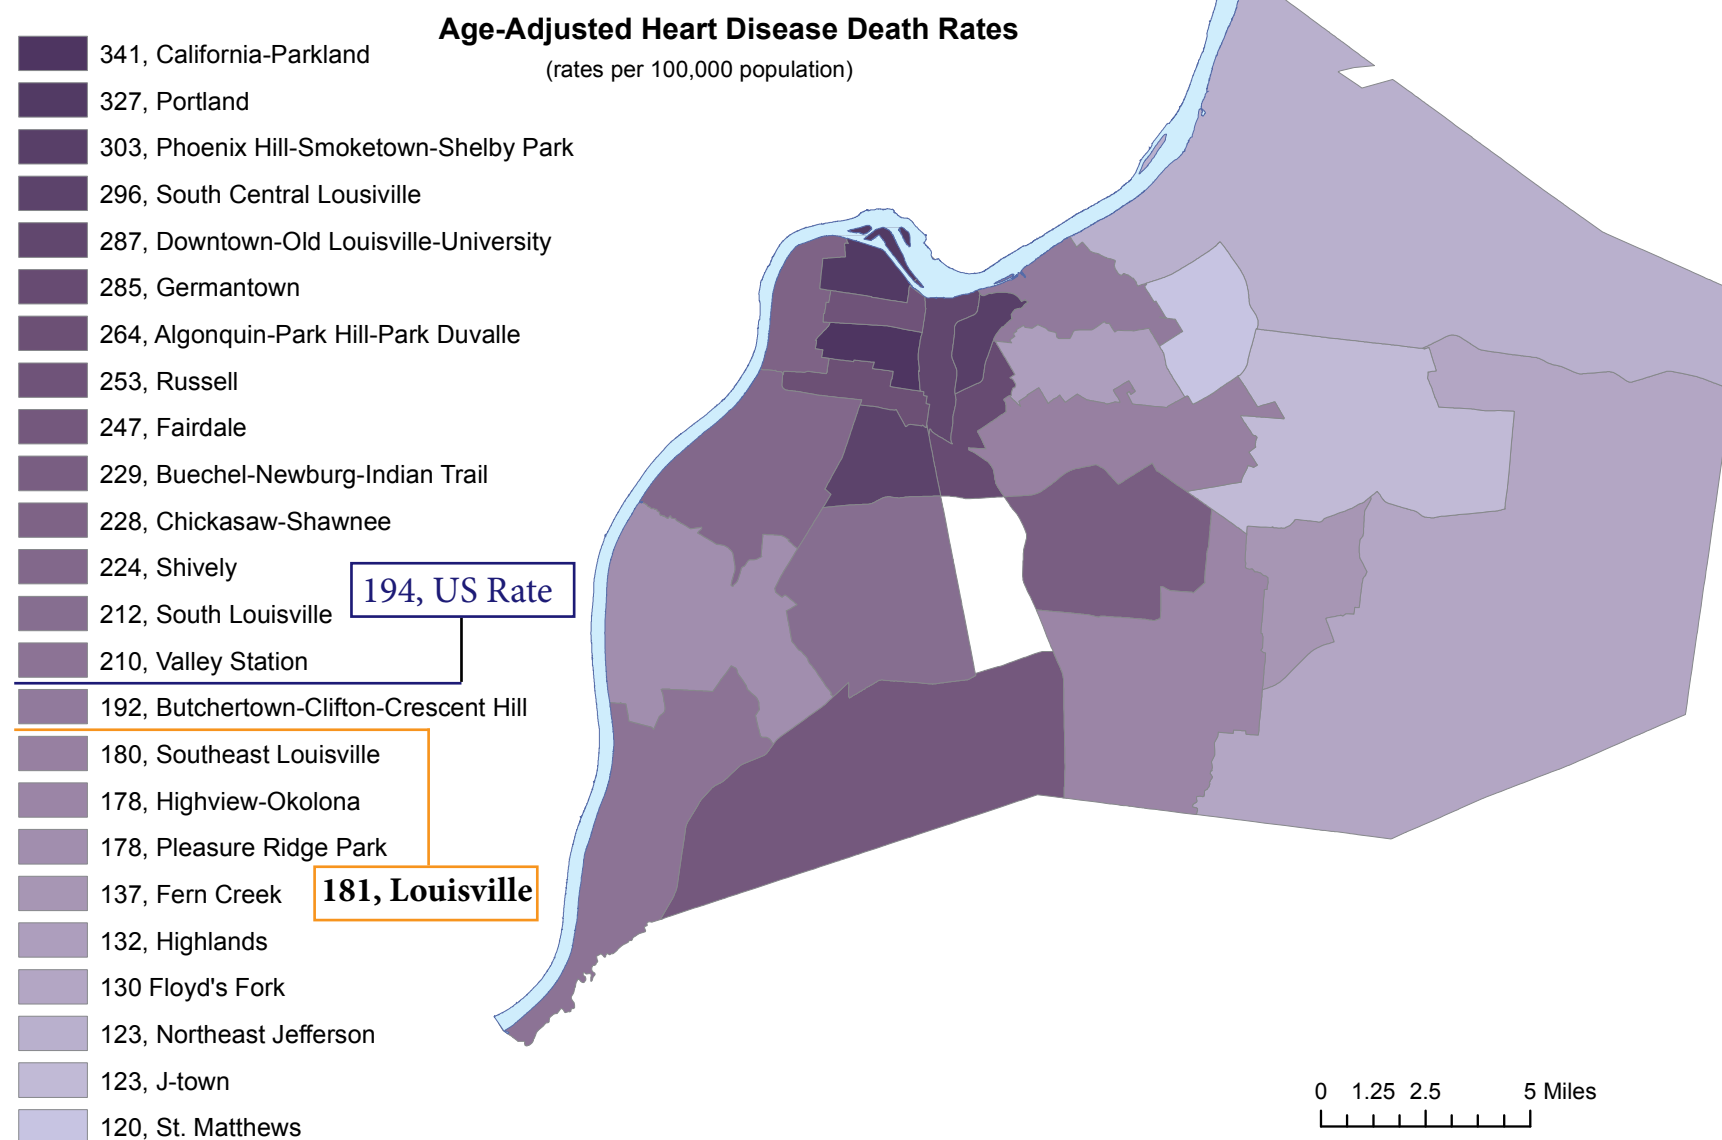 Age-Adjusted Heart Disease Death Rates
(rates per 100,000 population)
341, California-Parkland
327, Portland
303, Phoenix Hill-Smoketown-Shelby Park
296, South Central Lousiville
287, Downtown-Old Louisville-University
285, Germantown
264, Algonquin-Park Hill-Park Duvalle
253, Russell
247, Fairdale
229, Buechel-Newburg-Indian Trail
228, Chickasaw-Shawnee
224, Shively
194, US Rate
212, South Louisville
210, Valley Station
192, Butchertown-Clifton-Crescent Hill
180, Southeast Louisville
178, Highview-Okolona
178, Pleasure Ridge Park
181, Louisville
137, Fern Creek
132, Highlands
130 Floyd's Fork
123, Northeast Jefferson
123, J-town
120, St. Matthews
0 1.25 2.5 5 Miles